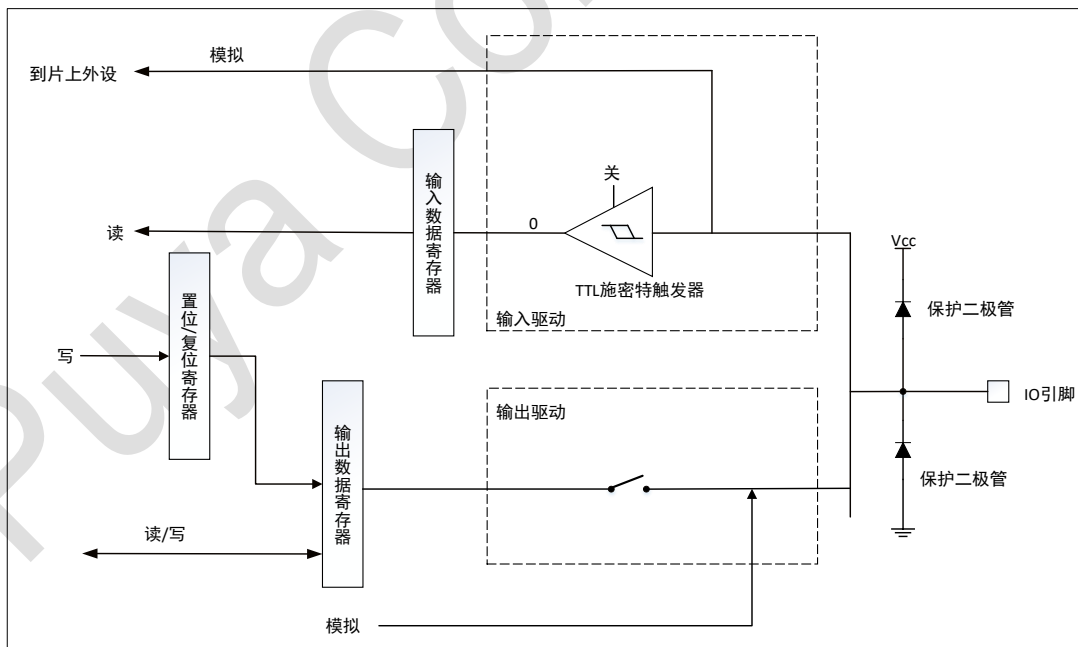 模拟
到片上外设
关
输入数据寄存器
0
读
TTL施密特触发器
输入驱动
Vcc
保护二极管
置位/复位寄存器
写
IO引脚
输出驱动
输出数据寄存器
保护二极管
读/写
模拟
Puya Co